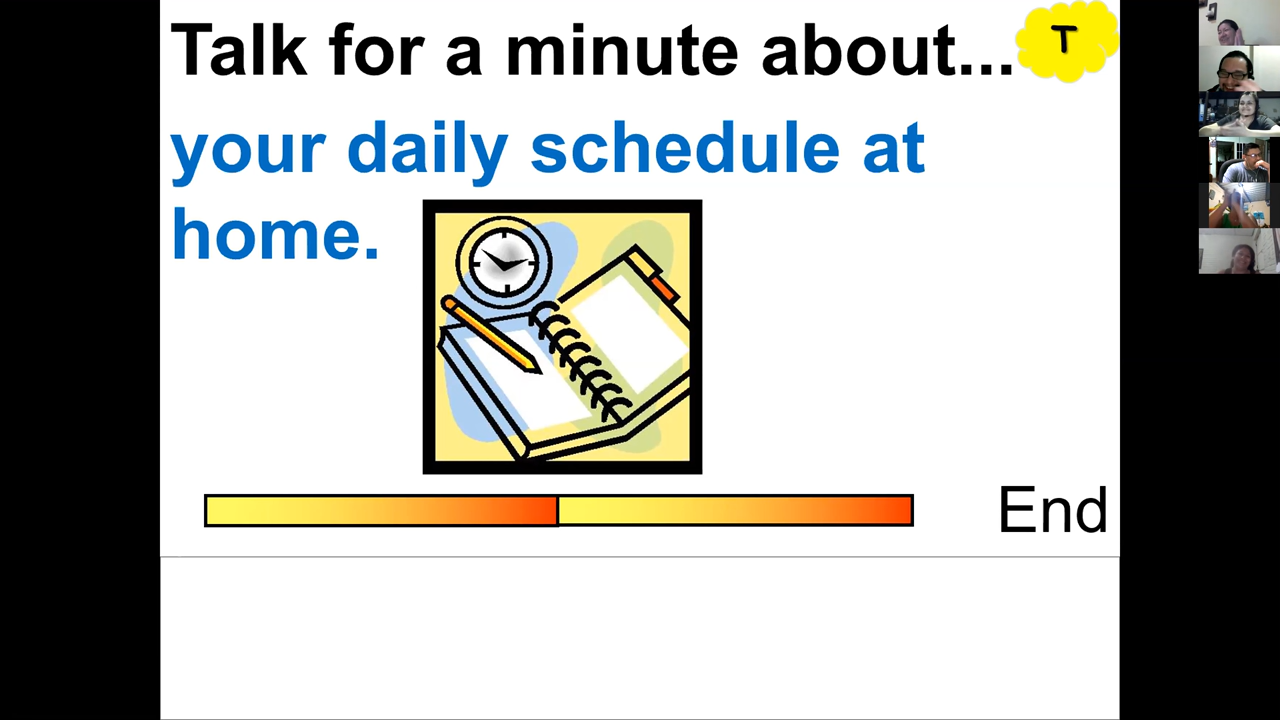 Talk for a minute about...
T
your daily schedule at
home.
End